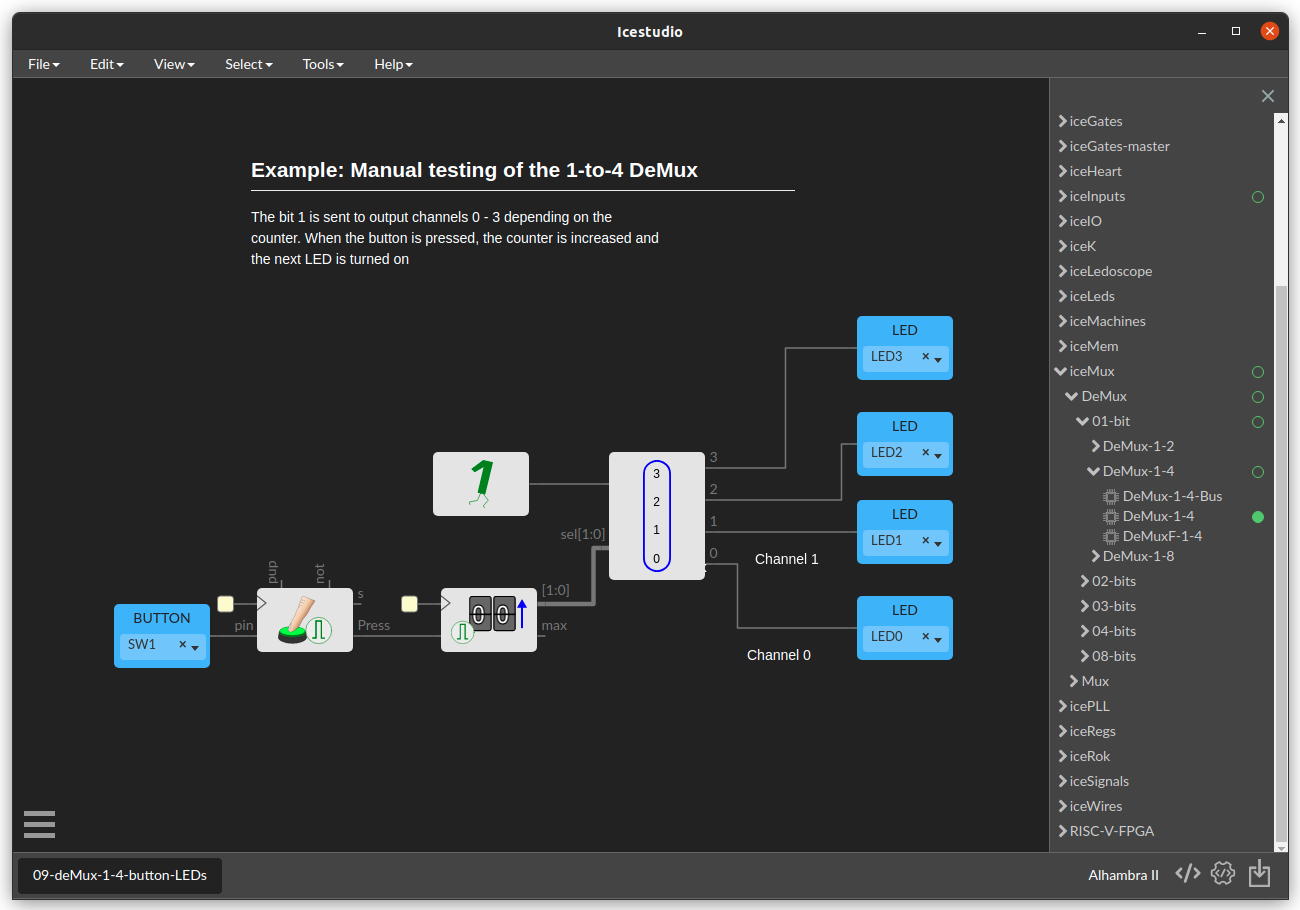 Icestudio
File Edit View Select Tools Help
Example: Manual testing of the 1-to-4 DeMux
The bit 1 is sent to output channels 0 - 3 depending on the
counter. When the button is pressed, the counter is increased and
the next LED is turned on
LED
LED3 ×
LED
LED2 ×
LED
LED1 ×
LED
LED0 ×
1
3
2
1
0
3
2
1
0
sel[1:0]
Channel 1
Channel 0
BUTTON
SW1 ×
pup
not
pin
s
Press
00
[1:0]
max
iceGates
iceGates-master
iceHeart
iceInputs
iceIO
iceK
iceLedoscope
iceLeds
iceMachines
iceMem
iceMux
DeMux
01-bit
DeMux-1-2
DeMux-1-4
DeMux-1-4-Bus
DeMux-1-4
DeMuxF-1-4
DeMux-1-8
02-bits
03-bits
04-bits
08-bits
Mux
icePLL
iceRegs
iceRok
iceSignals
iceWires
RISC-V-FPGA
09-deMux-1-4-button-LEDs
Alhambra II